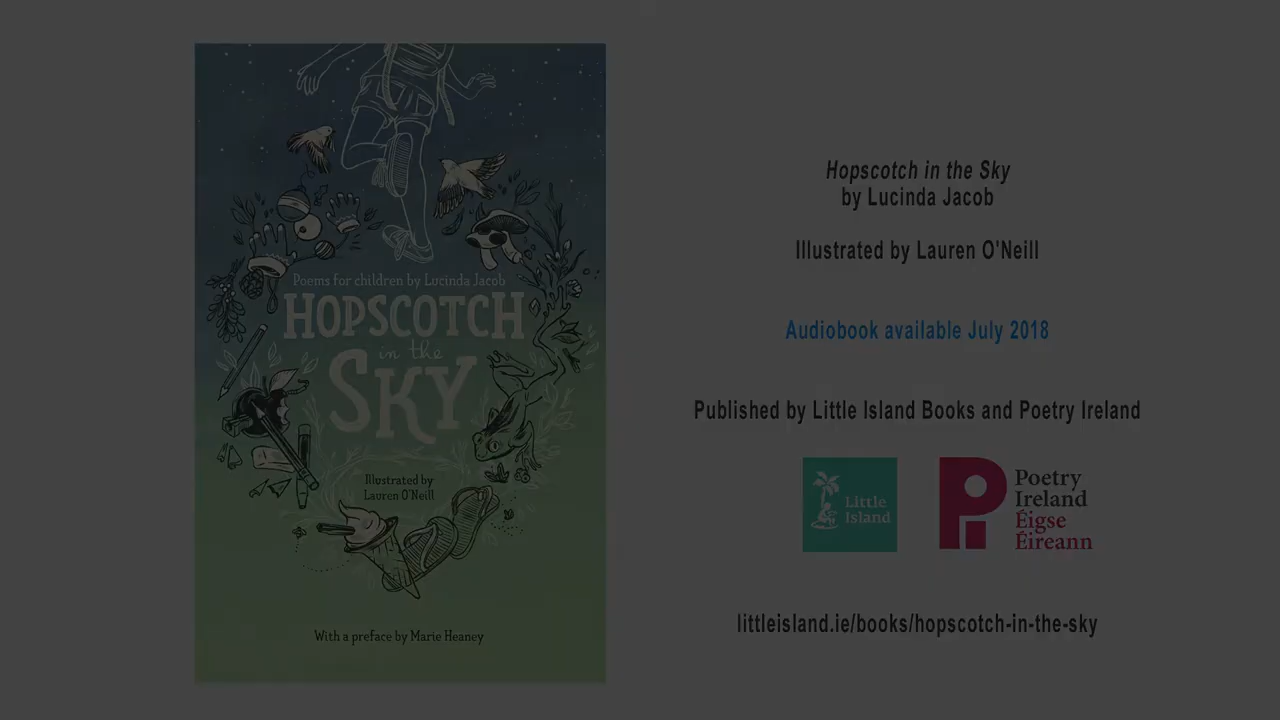 Poems for children by Lucinda Jacob
HOPSCOTCH
in the
SKY
Illustrated by
Lauren O'Neill
With a preface by Marie Heaney
Hopscotch in the Sky
by Lucinda Jacob
Illustrated by Lauren O'Neill
Audiobook available July 2018
Published by Little Island Books and Poetry Ireland
Little
Island
Poetry
Ireland
Éigse
Éireann
littleisland.ie/books/hopscotch-in-the-sky